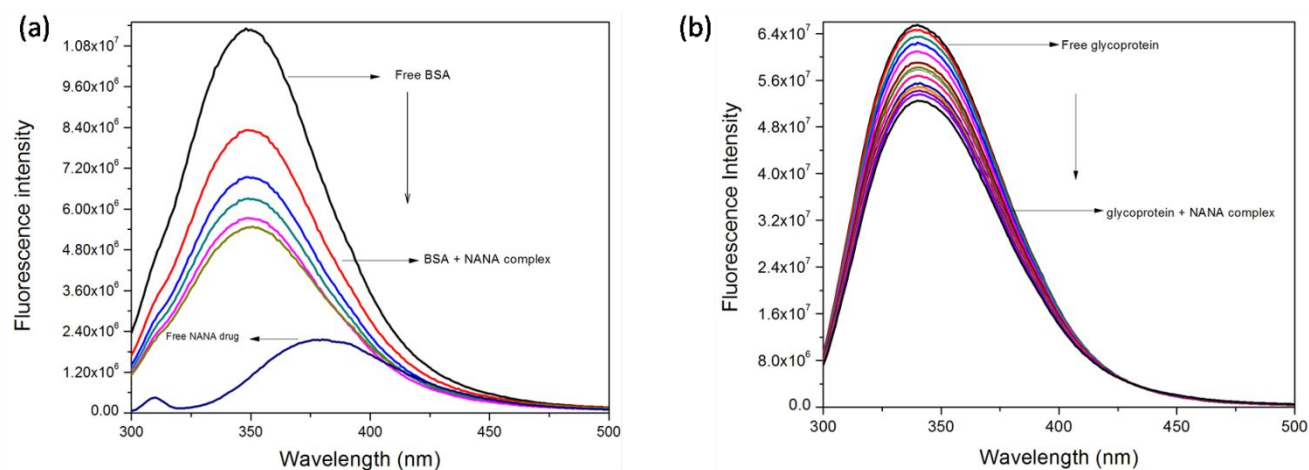 (a)
1.08x10⁷
9.60x10⁶
8.40x10⁶
7.20x10⁶
6.00x10⁶
4.80x10⁶
3.60x10⁶
2.40x10⁶
1.20x10⁶
0.00
Fluorescence intensity
Free BSA
BSA + NANA complex
Free NANA drug
300 350 400 450 500
Wavelength (nm)
(b)
6.4x10⁷
5.6x10⁷
4.8x10⁷
4.0x10⁷
3.2x10⁷
2.4x10⁷
1.6x10⁷
8.0x10⁶
0.0
Fluorescence Intensity
Free glycoprotein
glycoprotein + NANA complex
300 350 400 450 500
Wavelength (nm)